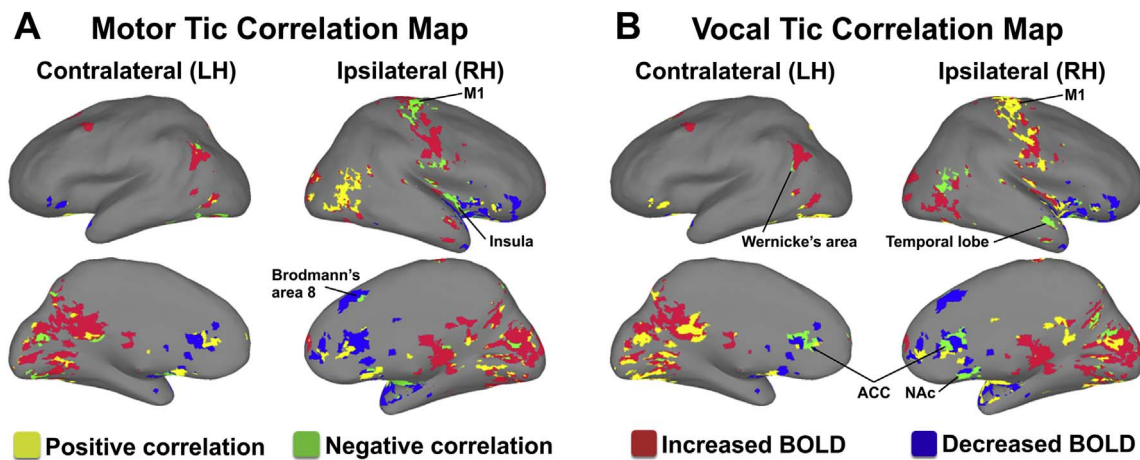 A Motor Tic Correlation Map
Contralateral (LH) Ipsilateral (RH)
M1
Insula
Brodmann's
area 8
B Vocal Tic Correlation Map
Contralateral (LH) Ipsilateral (RH)
M1
Wernicke's area Temporal lobe
ACC NAc
Positive correlation Negative correlation Increased BOLD Decreased BOLD